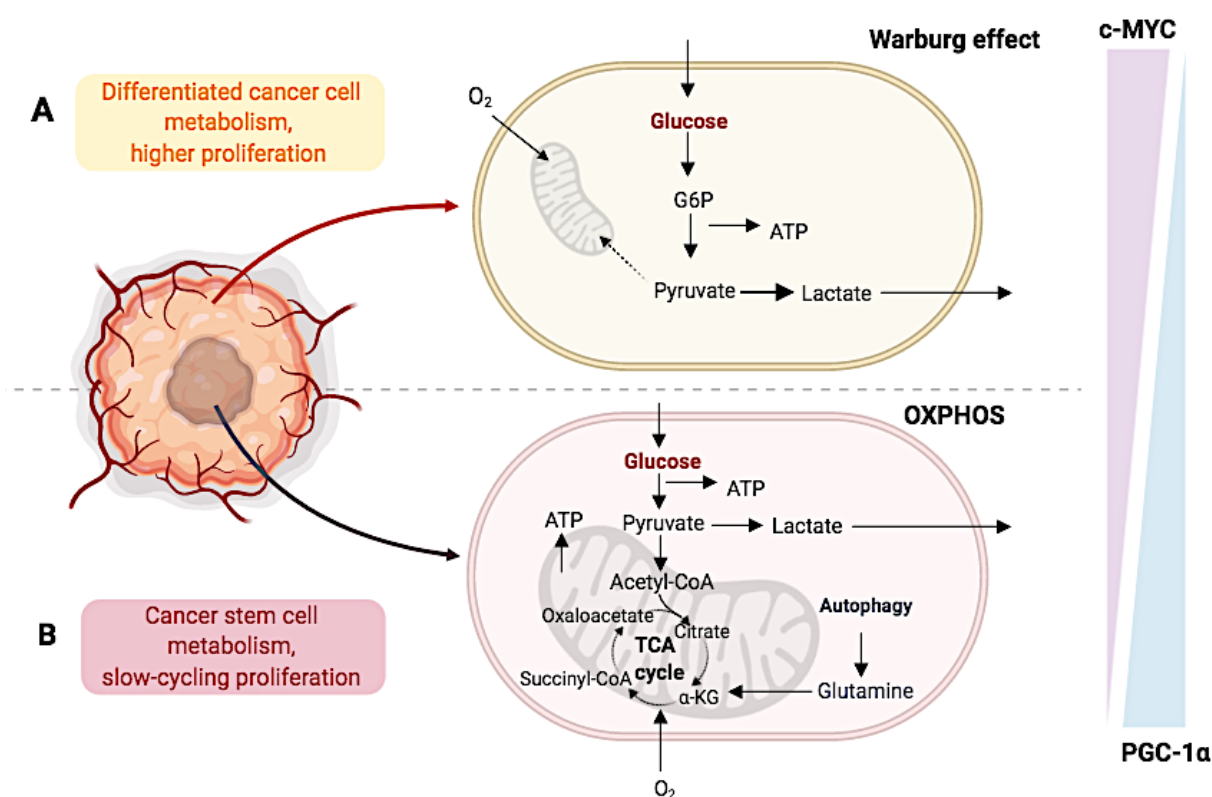 c-MYC
Warburg effect
A
Differentiated cancer cell
metabolism,
higher proliferation
O2
Glucose
G6P
ATP
Pyruvate
Lactate
OXPHOS
Glucose
ATP
ATP
Pyruvate
Lactate
Acetyl-CoA
Oxaloacetate
Citrate
TCA
cycle
Succinyl-CoA
α-KG
Autophagy
Glutamine
B
Cancer stem cell
metabolism,
slow-cycling proliferation
O2
PGC-1α